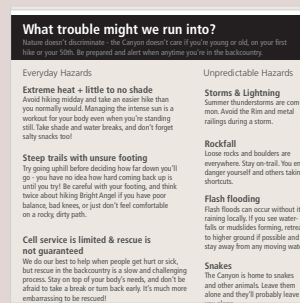 What trouble might we run into?
Nature doesn't discriminate - the Canyon doesn't care if you're young or old, on your first
hike or your 50th. Be prepared and alert when anytime you're in the backcountry.
Everyday Hazards
Extreme heat + little to no shade
Avoid hiking midday and take an easier hike than
you normally would. Managing the intense sun is a
workout for your body even when you're standing
still. Take shade and water breaks, and don't forget
salty snacks too!
Steep trails with unsure footing
Try going uphill before deciding how far down you'll
go - you have no idea how hard coming back up is
until you try! Be careful with your footing, and think
twice about hiking Bright Angel if you have poor
balance, bad knees, or just don't feel comfortable
on a rocky, dirty path.
Cell service is limited & rescue is
not guaranteed
We do our best to help when people get hurt or sick,
but rescue in the backcountry is a slow and challenging
process. Stay on top of your body's needs, and don't be
afraid to take a break or turn back early. It's much more
embarrassing to be rescued!
Unpredictable Hazards
Storms & Lightning
Summer thunderstorms are com
mon. Avoid the Rim and metal
railings during a storm.
Rockfall
Loose rocks and boulders are
everywhere. Stay on-trail. You en
danger yourself and others takin
shortcuts.
Flash flooding
Flash floods can occur without it
raining locally. If you see water-
falls or mudslides forming, retrea
to higher ground if possible and
stay away from any moving wate
Snakes
The Canyon is home to snakes
and other animals. Leave them
alone and they'll probably leave